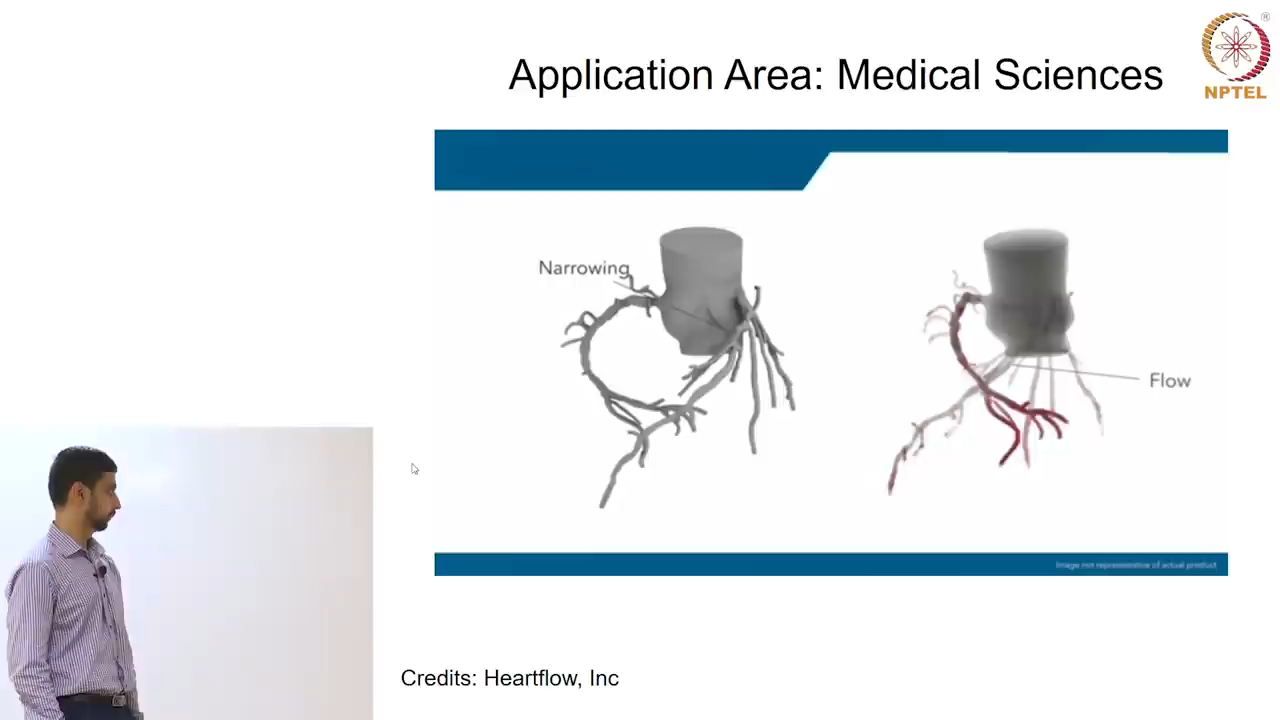 Application Area: Medical Sciences
®
NPTEL
Narrowing
Flow
Image not representative of actual product
Credits: Heartflow, Inc